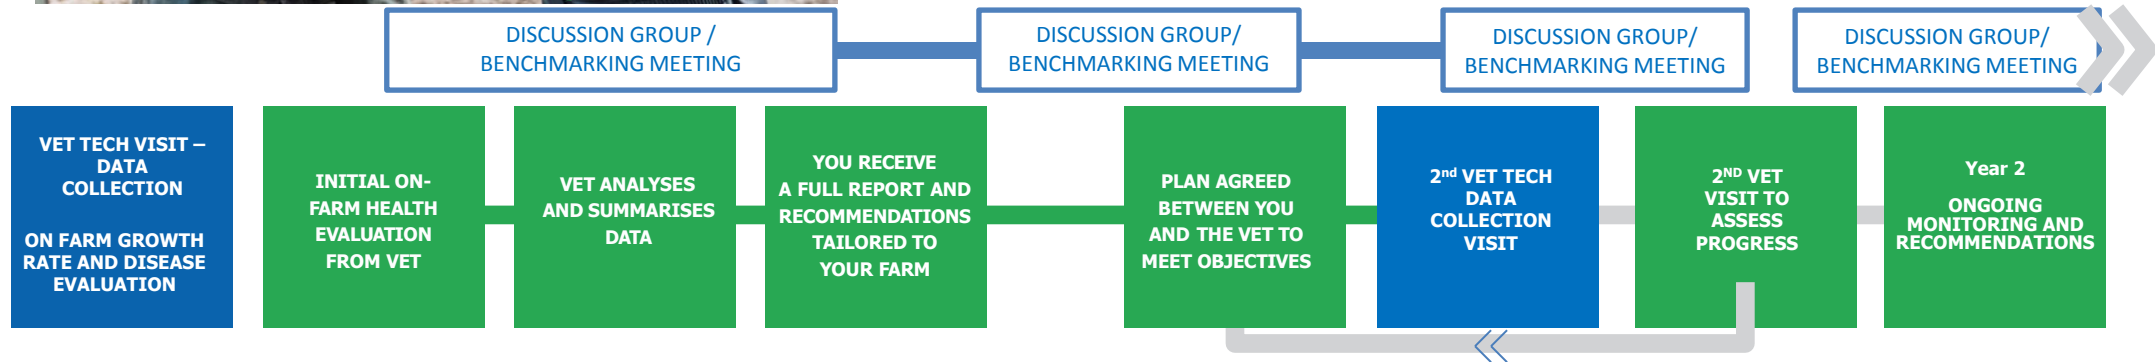 DISCUSSION GROUP /
BENCHMARKING MEETING
DISCUSSION GROUP/
BENCHMARKING MEETING
DISCUSSION GROUP/
BENCHMARKING MEETING
DISCUSSION GROUP/
BENCHMARKING MEETING
VET TECH VISIT –
DATA
COLLECTION
ON FARM GROWTH
RATE AND DISEASE
EVALUATION
INITIAL ON-
FARM HEALTH
EVALUATION
FROM VET
VET ANALYSES
AND SUMMARISES
DATA
YOU RECEIVE
A FULL REPORT AND
RECOMMENDATIONS
TAILORED TO
YOUR FARM
PLAN AGREED
BETWEEN YOU
AND THE VET TO
MEET OBJECTIVES
2nd VET TECH
DATA
COLLECTION
VISIT
2ND VET
VISIT TO
ASSESS
PROGRESS
Year 2
ONGOING
MONITORING AND
RECOMMENDATIONS